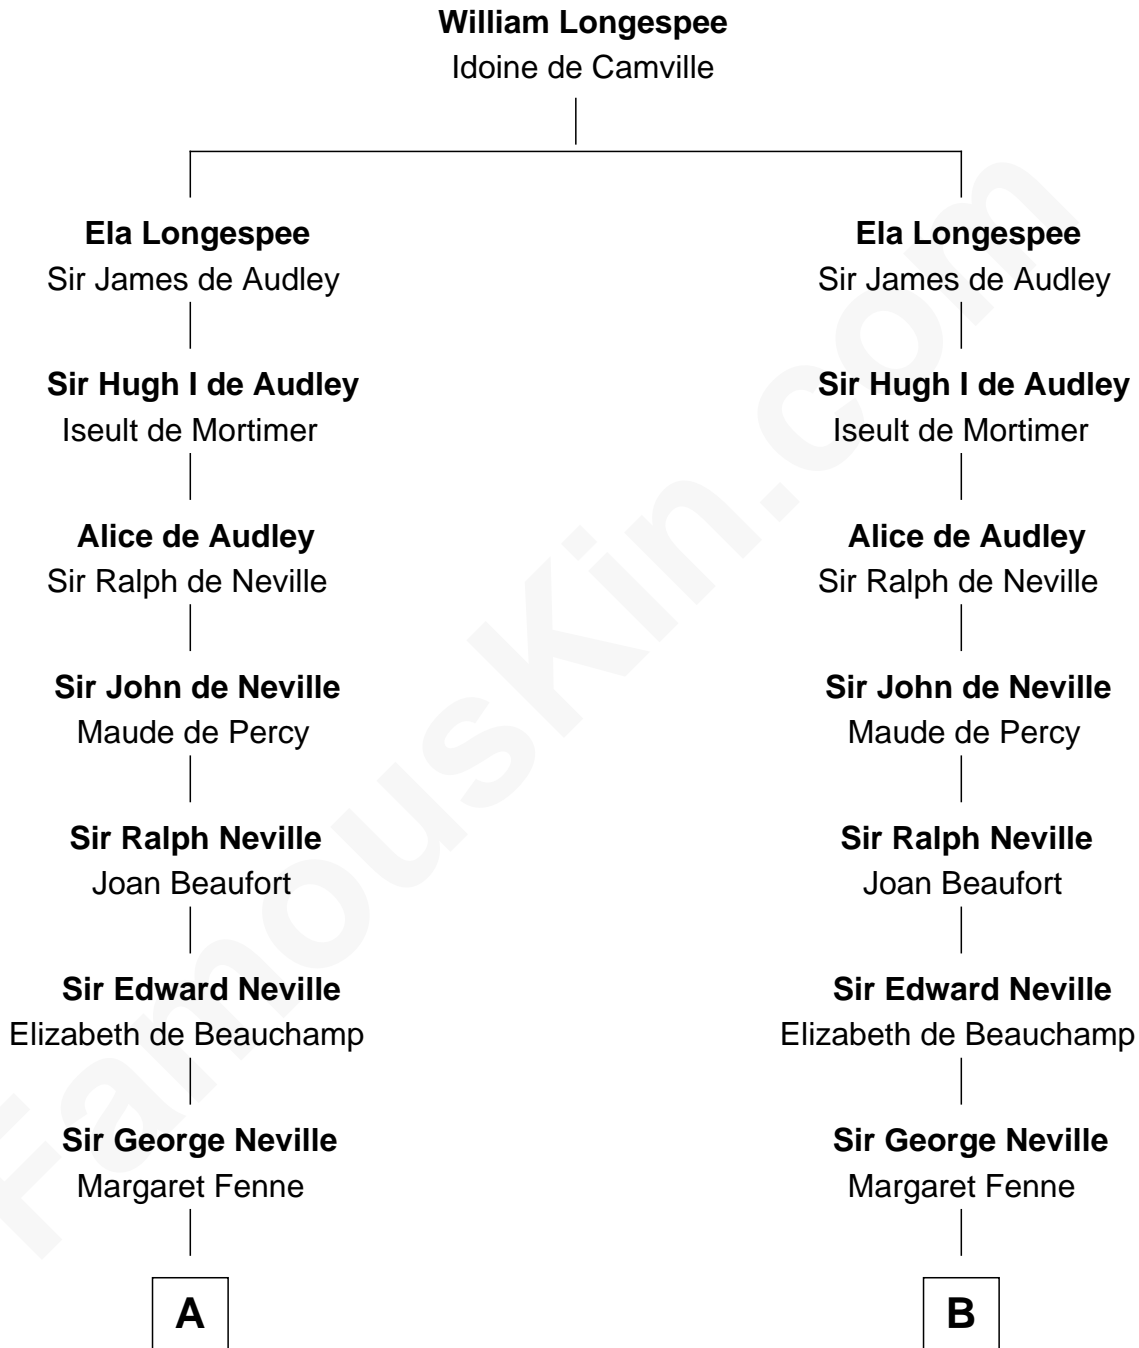 William Longespee
Idoine de Camville
Ela Longespee
Sir James de Audley
Sir Hugh I de Audley
Iseult de Mortimer
Alice de Audley
Sir Ralph de Neville
Sir John de Neville
Maude de Percy
Sir Ralph Neville
Joan Beaufort
Sir Edward Neville
Elizabeth de Beauchamp
Sir George Neville
Margaret Fenne
A
Ela Longespee
Sir James de Audley
Sir Hugh I de Audley
Iseult de Mortimer
Alice de Audley
Sir Ralph de Neville
Sir John de Neville
Maude de Percy
Sir Ralph Neville
Joan Beaufort
Sir Edward Neville
Elizabeth de Beauchamp
Sir George Neville
Margaret Fenne
B
FamousKin.com